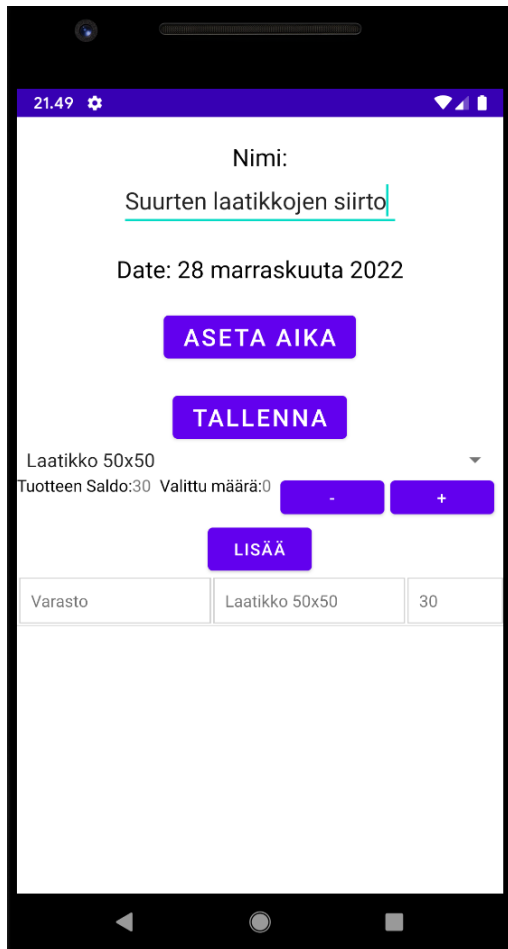 21.49
Nimi:
Suurten laatikkojen siirto
Date: 28 marraskuuta 2022
ASETA AIKA
TALLENNA
Laatikko 50x50
Tuotteen Saldo:30 Valittu määrä:0 - +
LISÄÄ
Varasto Laatikko 50x50 30